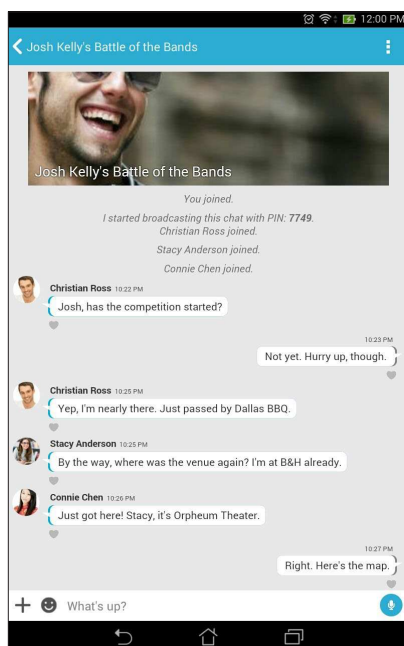 12:00 PM
Josh Kelly's Battle of the Bands
Josh Kelly's Battle of the Bands
You joined.
I started broadcasting this chat with PIN: 7749.
Christian Ross joined.
Stacy Anderson joined.
Connie Chen joined.
Christian Ross 10:22 PM
Josh, has the competition started?
10:23 PM
Not yet. Hurry up, though.
Christian Ross 10:25 PM
Yep, I'm nearly there. Just passed by Dallas BBQ.
Stacy Anderson 10:25 PM
By the way, where was the venue again? I'm at B&H already.
Connie Chen 10:26 PM
Just got here! Stacy, it's Orpheum Theater.
10:27 PM
Right. Here's the map.
What's up?